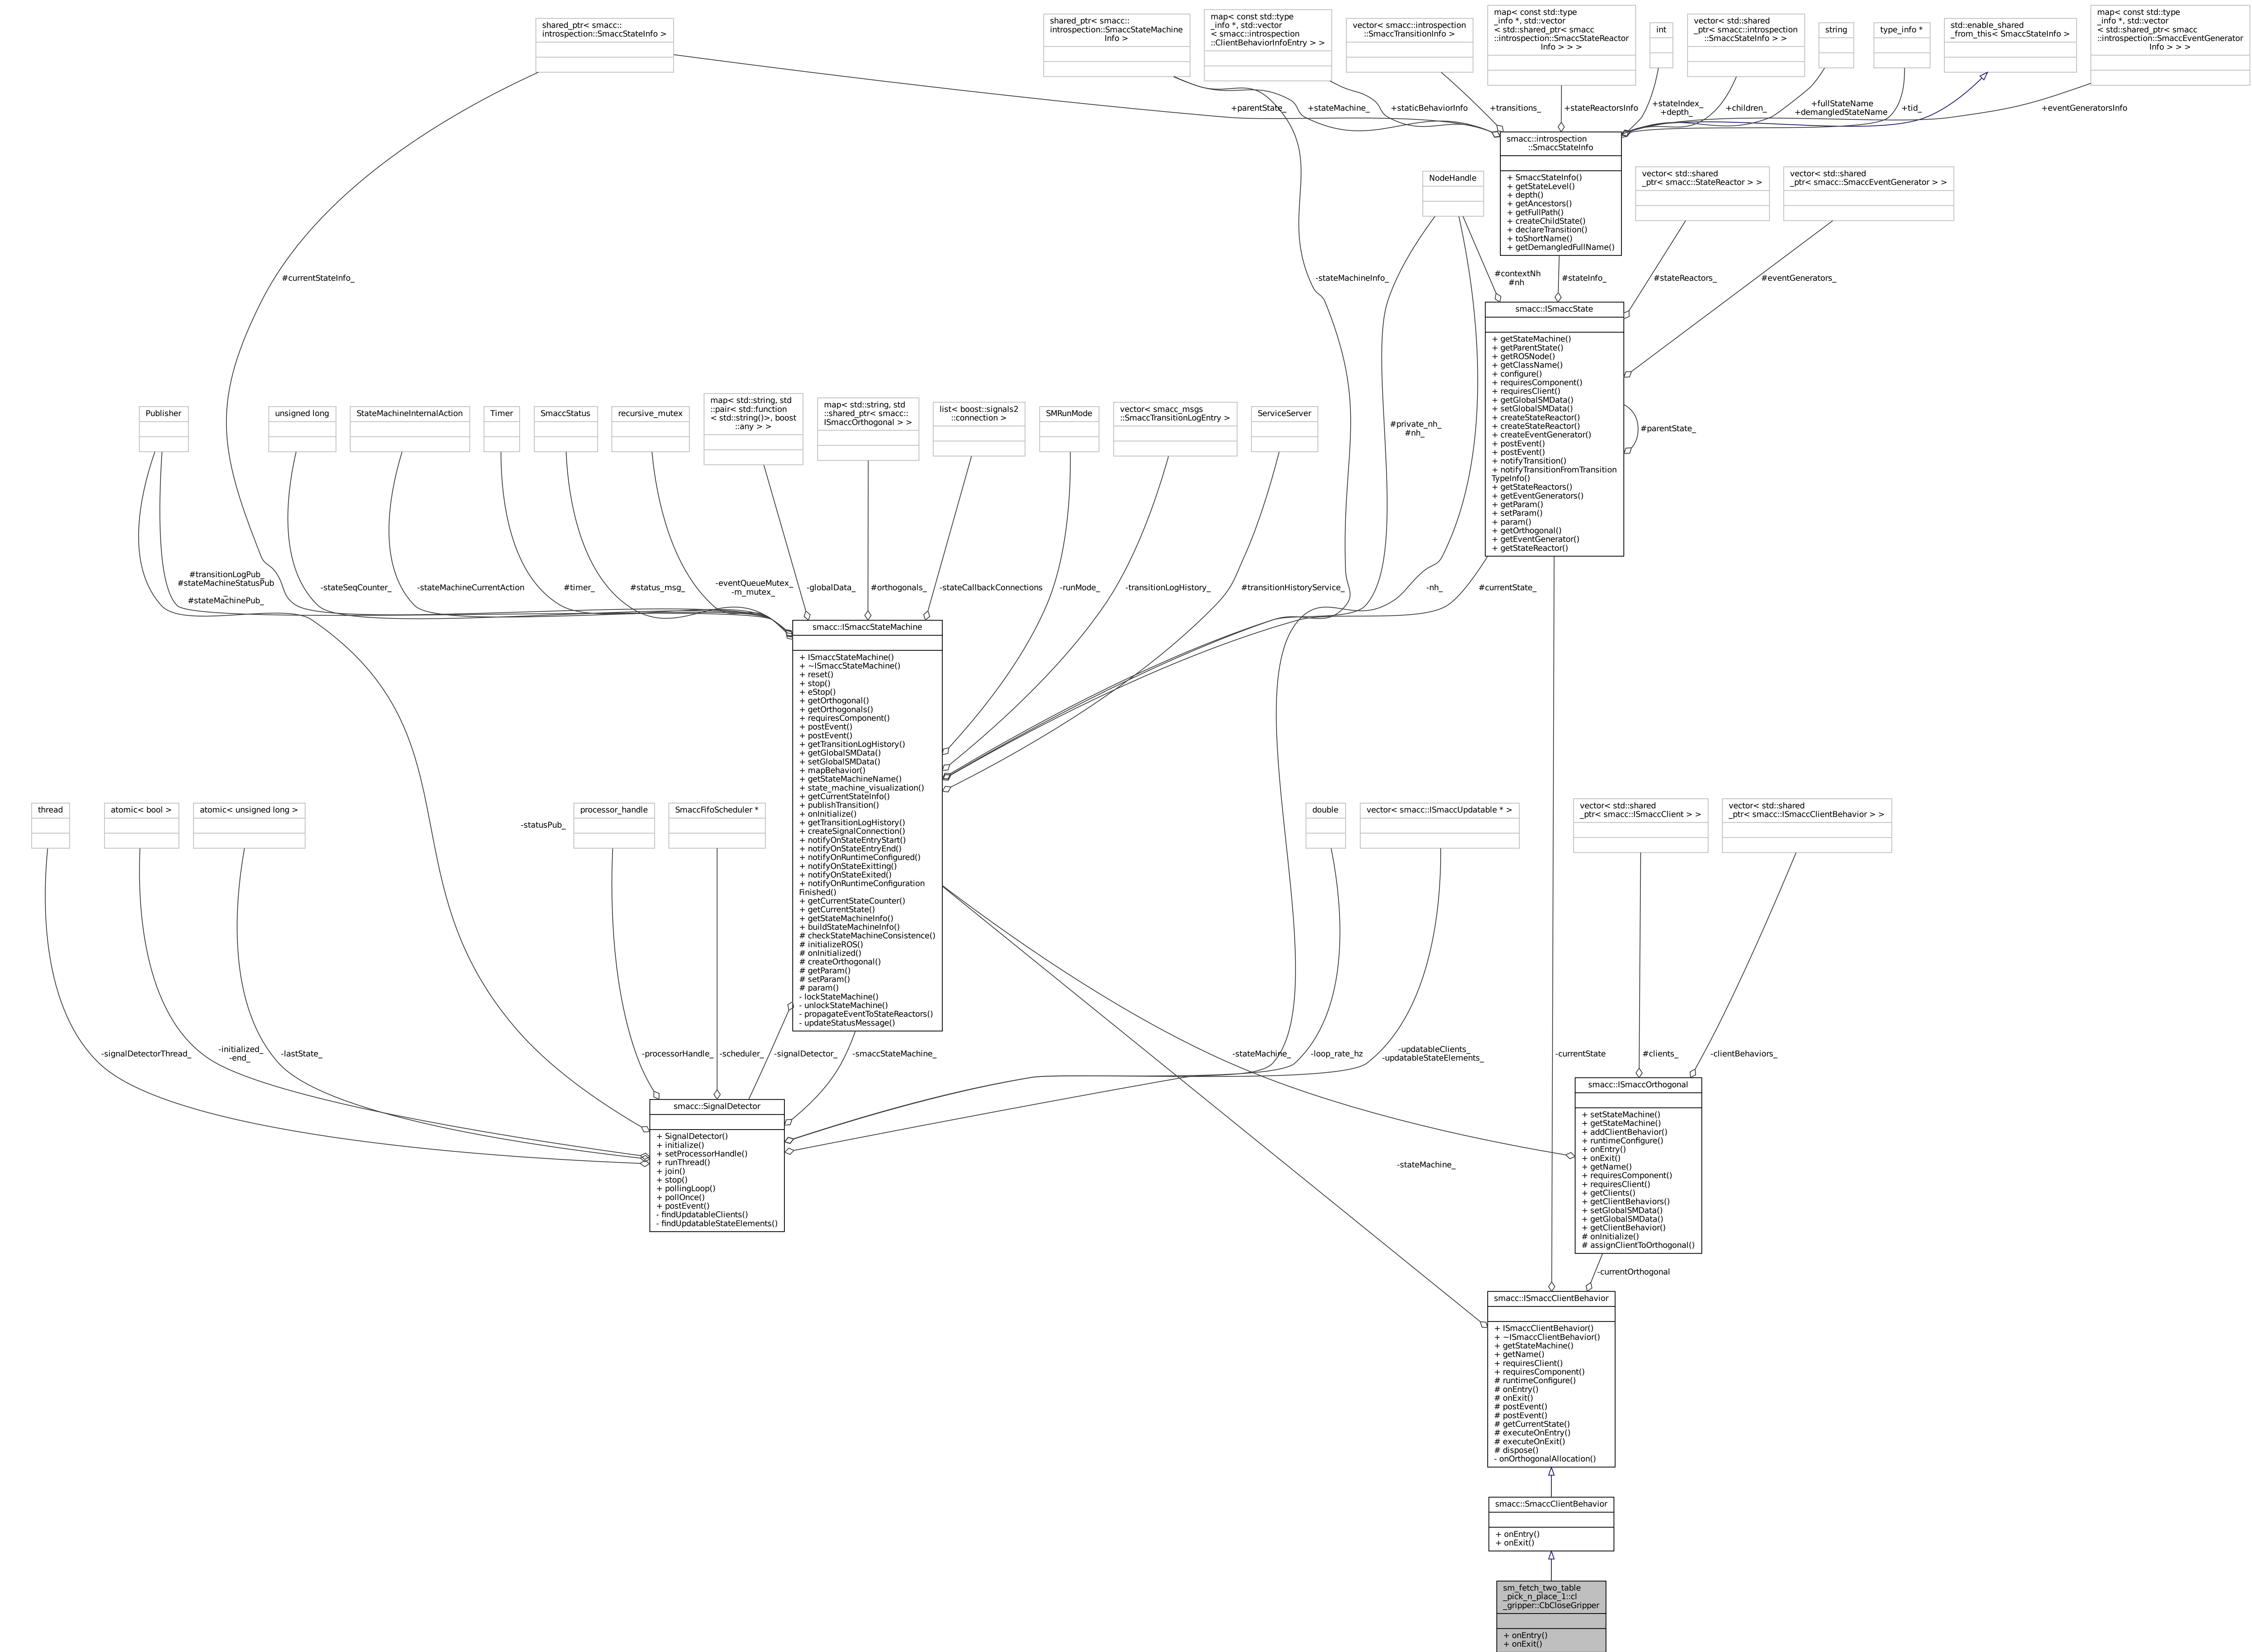 shared_ptr< smacc::
introspection::SmaccStateInfo >
shared_ptr< smacc::
introspection::SmaccStateMachine
Info >
map< const std::type
_info *, std::vector
< smacc::introspection
::ClientBehaviorInfoEntry > >
vector< smacc::introspection
::SmaccTransitionInfo >
map< const std::type
_info *, std::vector
< std::shared_ptr< smacc
::introspection::SmaccStateReactor
Info > > >
int
vector< std::shared
_ptr< smacc::introspection
::SmaccStateInfo > >
string
type_info *
std::enable_shared
_from_this< SmaccStateInfo >
map< const std::type
_info *, std::vector
< std::shared_ptr< smacc
::introspection::SmaccEventGenerator
Info > > >
+parentState_
+stateMachine_
+staticBehaviorInfo
+transitions_
+stateReactorsInfo
+stateIndex_
+depth_
+children_
+fullStateName
+demangledStateName
+tid_
+eventGeneratorsInfo
smacc::introspection
::SmaccStateInfo
+ SmaccStateInfo()
+ getStateLevel()
+ depth()
+ getAncestors()
+ getFullPath()
+ createChildState()
+ declareTransition()
+ toShortName()
+ getDemangledFullName()
NodeHandle
vector< std::shared
_ptr< smacc::StateReactor > >
vector< std::shared
_ptr< smacc::SmaccEventGenerator > >
#currentStateInfo_
-stateMachineInfo_
#contextNh
#nh
#stateInfo_
#stateReactors_
#eventGenerators_
smacc::ISmaccState
+ getStateMachine()
+ getParentState()
+ getROSNode()
+ getClassName()
+ configure()
+ requiresComponent()
+ requiresClient()
+ getGlobalSMData()
+ setGlobalSMData()
+ createStateReactor()
+ createStateReactor()
+ createEventGenerator()
+ postEvent()
+ postEvent()
+ notifyTransition()
+ notifyTransitionFromTransition
TypeInfo()
+ getStateReactors()
+ getEventGenerators()
+ getParam()
+ setParam()
+ param()
+ getOrthogonal()
+ getEventGenerator()
+ getStateReactor()
#parentState_
Publisher
unsigned long
StateMachineInternalAction
Timer
SmaccStatus
recursive_mutex
map< std::string, std
::pair< std::function
< std::string()>, boost
::any > >
map< std::string, std
::shared_ptr< smacc::
ISmaccOrthogonal > >
list< boost::signals2
::connection >
SMRunMode
vector< smacc_msgs
::SmaccTransitionLogEntry >
ServiceServer
#private_nh_
#nh_
#transitionLogPub_
#stateMachineStatusPub
_
#stateMachinePub_
-stateSeqCounter_
-stateMachineCurrentAction
#timer_
#status_msg_
-eventQueueMutex_
-m_mutex_
-globalData_
#orthogonals_
-stateCallbackConnections
-runMode_
-transitionLogHistory_
#transitionHistoryService_
-nh_
#currentState_
smacc::ISmaccStateMachine
+ ISmaccStateMachine()
+ ~ISmaccStateMachine()
+ reset()
+ stop()
+ eStop()
+ getOrthogonal()
+ getOrthogonals()
+ requiresComponent()
+ postEvent()
+ postEvent()
+ getTransitionLogHistory()
+ getGlobalSMData()
+ setGlobalSMData()
+ mapBehavior()
+ getStateMachineName()
+ state_machine_visualization()
+ getCurrentStateInfo()
+ publishTransition()
+ onInitialize()
+ getTransitionLogHistory()
+ createSignalConnection()
+ notifyOnStateEntryStart()
+ notifyOnStateEntryEnd()
+ notifyOnRuntimeConfigured()
+ notifyOnStateExitting()
+ notifyOnStateExited()
+ notifyOnRuntimeConfiguration
Finished()
+ getCurrentStateCounter()
+ getCurrentState()
+ getStateMachineInfo()
+ buildStateMachineInfo()
# checkStateMachineConsistence()
# initializeROS()
# onInitialized()
# createOrthogonal()
# getParam()
# setParam()
# param()
- lockStateMachine()
- unlockStateMachine()
- propagateEventToStateReactors()
- updateStatusMessage()
thread
atomic< bool >
atomic< unsigned long >
-statusPub_
processor_handle
SmaccFifoScheduler *
double
vector< smacc::ISmaccUpdatable * >
vector< std::shared
_ptr< smacc::ISmaccClient > >
vector< std::shared
_ptr< smacc::ISmaccClientBehavior > >
-signalDetectorThread_
-initialized_
-end_
-lastState_
-processorHandle_
-scheduler_
-signalDetector_
-smaccStateMachine_
-stateMachine_
-loop_rate_hz
-updatableClients_
-updatableStateElements_
-currentState
#clients_
-clientBehaviors_
smacc::SignalDetector
+ SignalDetector()
+ initialize()
+ setProcessorHandle()
+ runThread()
+ join()
+ stop()
+ pollingLoop()
+ pollOnce()
+ postEvent()
- findUpdatableClients()
- findUpdatableStateElements()
smacc::ISmaccOrthogonal
+ setStateMachine()
+ getStateMachine()
+ addClientBehavior()
+ runtimeConfigure()
+ onEntry()
+ onExit()
+ getName()
+ requiresComponent()
+ requiresClient()
+ getClients()
+ getClientBehaviors()
+ setGlobalSMData()
+ getGlobalSMData()
+ getClientBehavior()
# onInitialize()
# assignClientToOrthogonal()
-stateMachine_
-currentOrthogonal
smacc::ISmaccClientBehavior
+ ISmaccClientBehavior()
+ ~ISmaccClientBehavior()
+ getStateMachine()
+ getName()
+ requiresClient()
+ requiresComponent()
# runtimeConfigure()
# onEntry()
# onExit()
# postEvent()
# postEvent()
# getCurrentState()
# executeOnEntry()
# executeOnExit()
# dispose()
- onOrthogonalAllocation()
smacc::SmaccClientBehavior
+ onEntry()
+ onExit()
sm_fetch_two_table
_pick_n_place_1::cl
_gripper::CbCloseGripper
+ onEntry()
+ onExit()